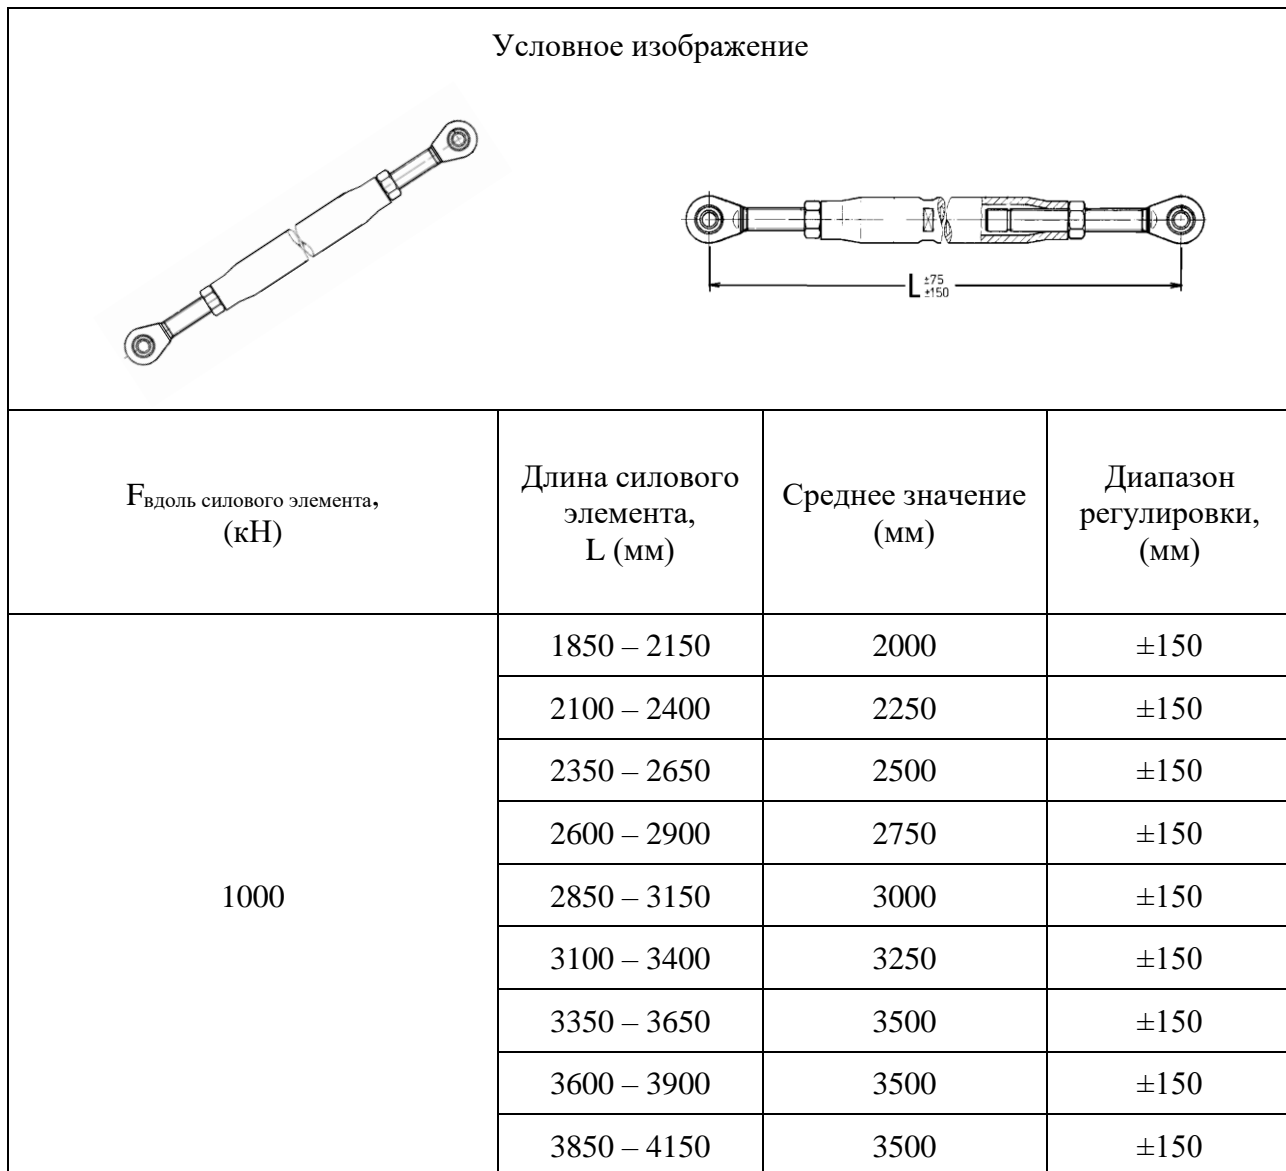 Условное изображение
L ±75
±150
Fвдоль силового элемента,
(кН)
Длина силового
элемента,
L (мм)
Среднее значение
(мм)
Диапазон
регулировки,
(мм)
1000
1850 – 2150 2000 ±150
2100 – 2400 2250 ±150
2350 – 2650 2500 ±150
2600 – 2900 2750 ±150
2850 – 3150 3000 ±150
3100 – 3400 3250 ±150
3350 – 3650 3500 ±150
3600 – 3900 3500 ±150
3850 – 4150 3500 ±150